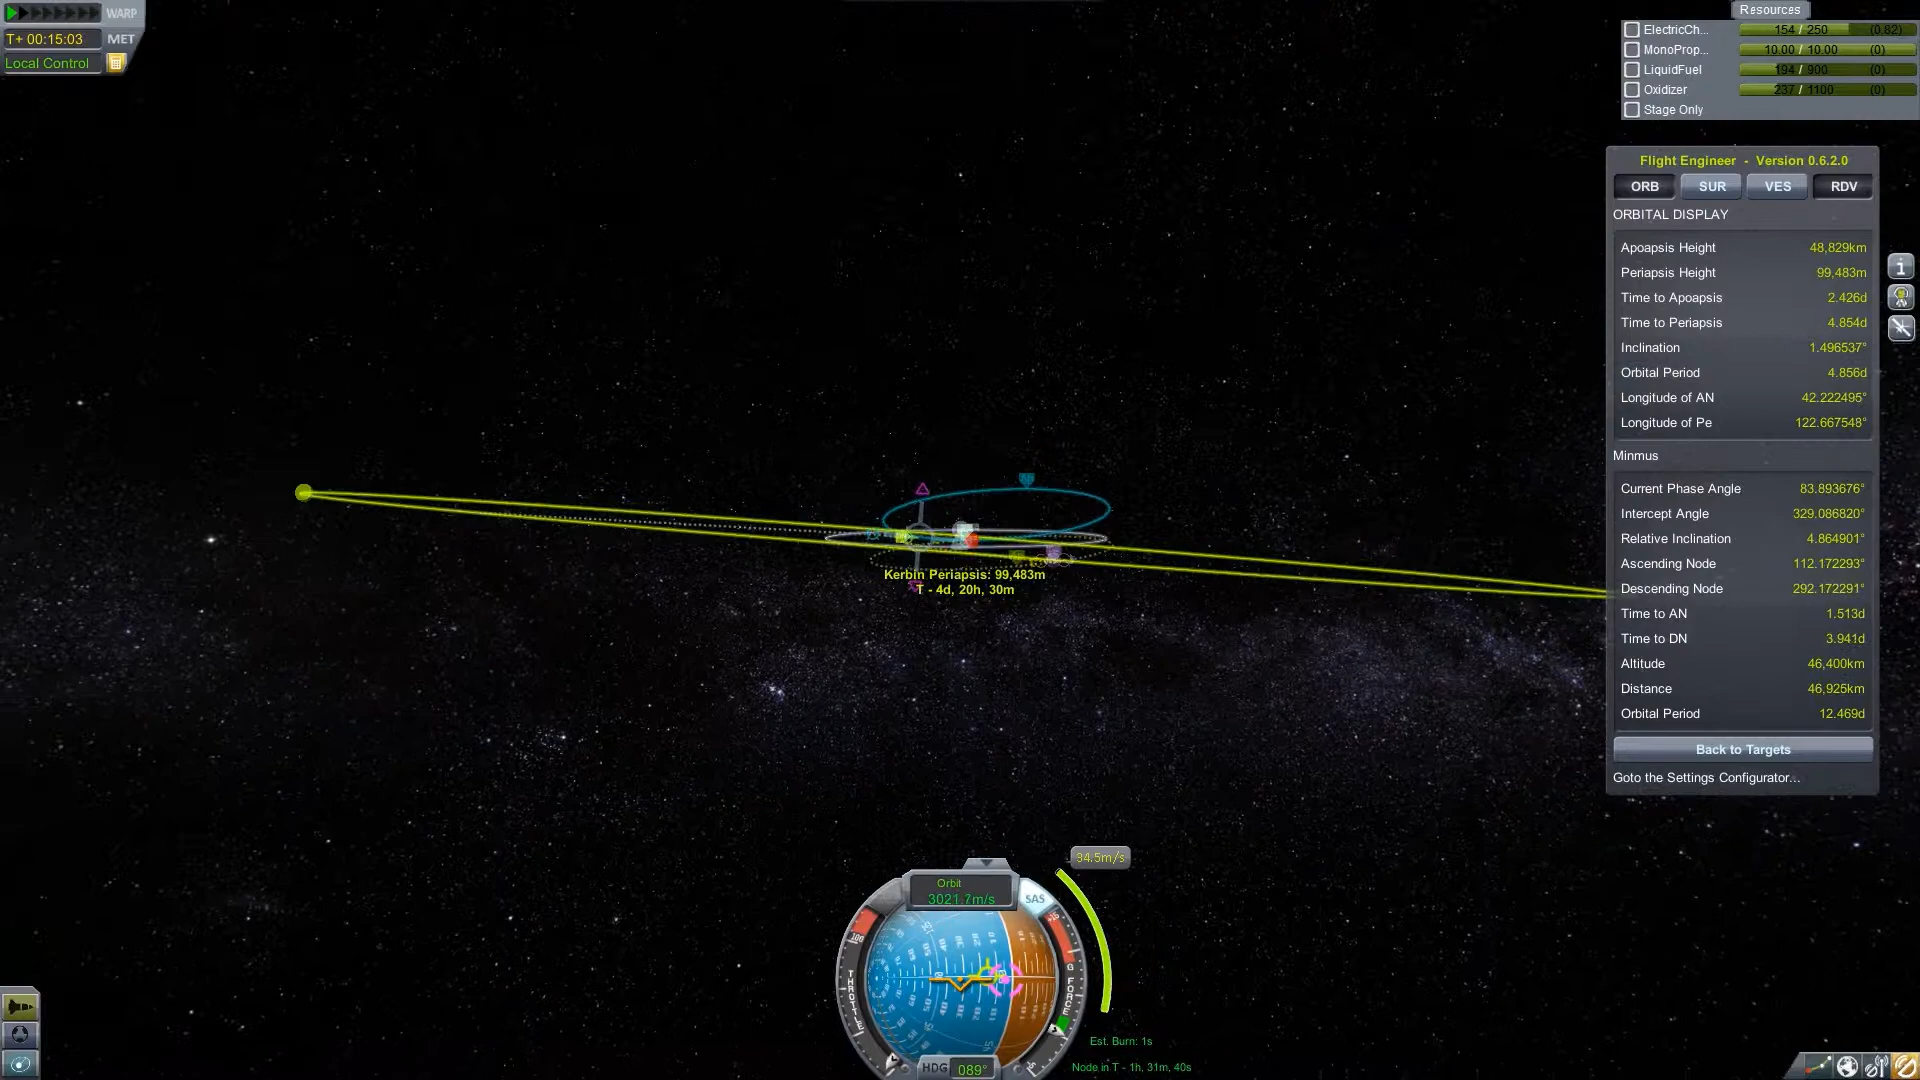 WARP
T+ 00:15:03 MET
Local Control
Resources
ElectricCh... 154 / 250 (0.82)
MonoProp... 10.00 / 10.00 (0)
LiquidFuel 194 / 900 (0)
Oxidizer 237 / 1100 (0)
Stage Only
Flight Engineer - Version 0.6.2.0
ORB SUR VES RDV
ORBITAL DISPLAY
Apoapsis Height 48,829km
Periapsis Height 99,483m
Time to Apoapsis 2.426d
Time to Periapsis 4.854d
Inclination 1.496537°
Orbital Period 4.856d
Longitude of AN 42.222495°
Longitude of Pe 122.667548°
Minmus
Current Phase Angle 83.893676°
Intercept Angle 329.086820°
Relative Inclination 4.864901°
Ascending Node 112.172293°
Descending Node 292.172291°
Time to AN 1.513d
Time to DN 3.941d
Altitude 46,400km
Distance 46,925km
Orbital Period 12.469d
Back to Targets
Goto the Settings Configurator...
Kerbin Periapsis: 99,483m
T - 4d, 20h, 30m
94.5m/s
Orbit
3021.7m/s
SAS
THROTTLE
G FORCE
HDG 089°
Est. Burn: 1s
Node in T - 1h, 31m, 40s